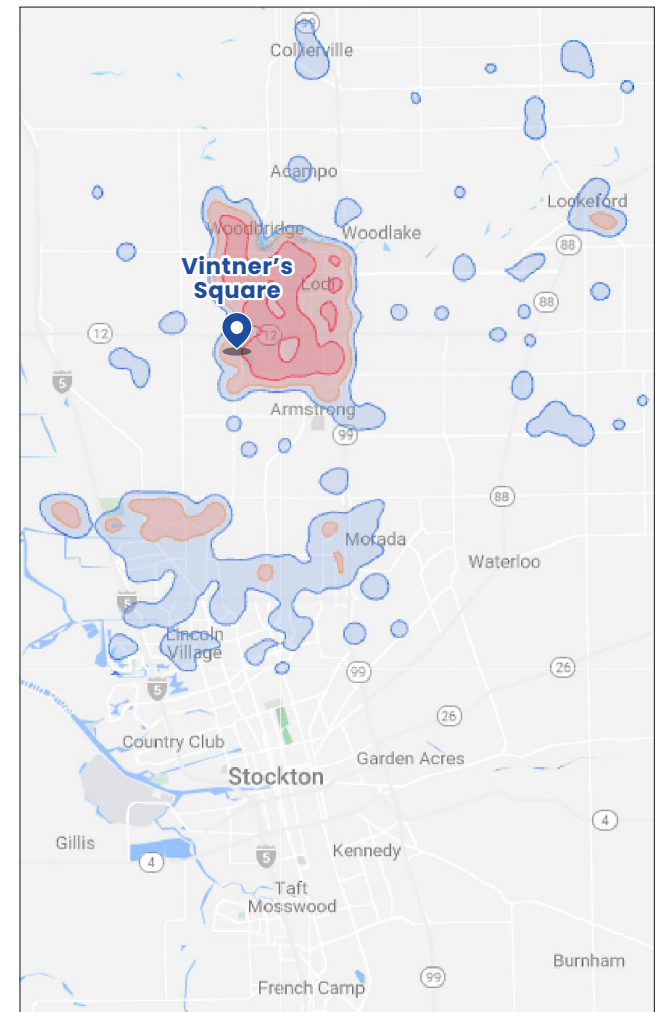 99
Collierville
Acampo
Lockeford
Woodbridge
Woodlake
88
Vintner's
Square
Lodi
88
12
12
5
Armstrong
99
88
Morada
Waterloo
5
Lincoln
Village
99
26
5
26
Country Club
Garden Acres
Stockton
4
Gillis
Kennedy
4
5
Taft
Mosswood
Burnham
99
French Camp